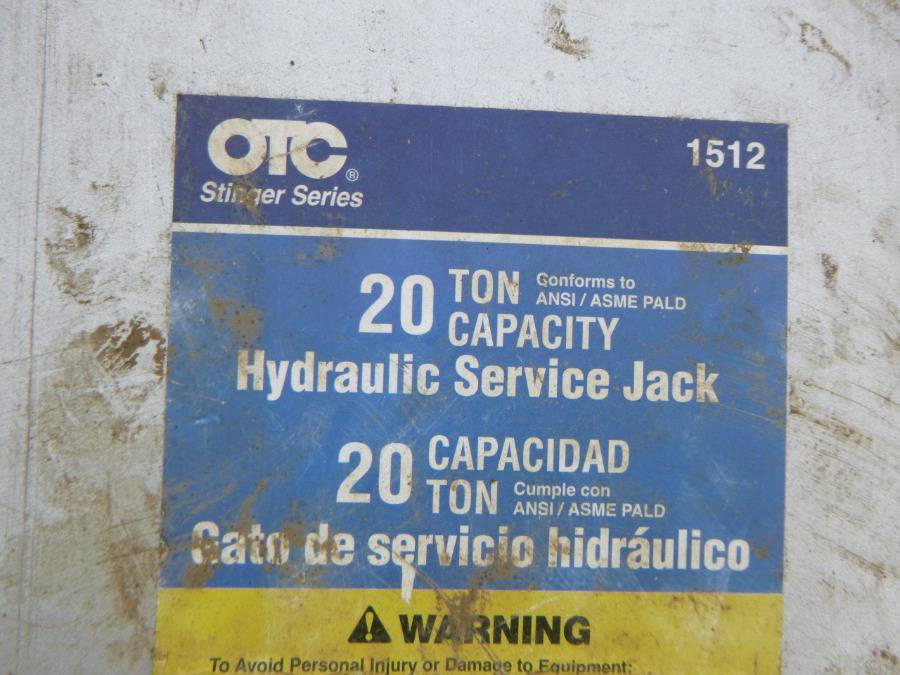 OTC®
1512
Stinger Series
20 TON CAPACITY
Conforms to
ANSI / ASME PALD
Hydraulic Service Jack
20 CAPACIDAD TON
Cumple con
ANSI / ASME PALD
Gato de servicio hidráulico
WARNING
To Avoid Personal Injury or Damage to Equipment: